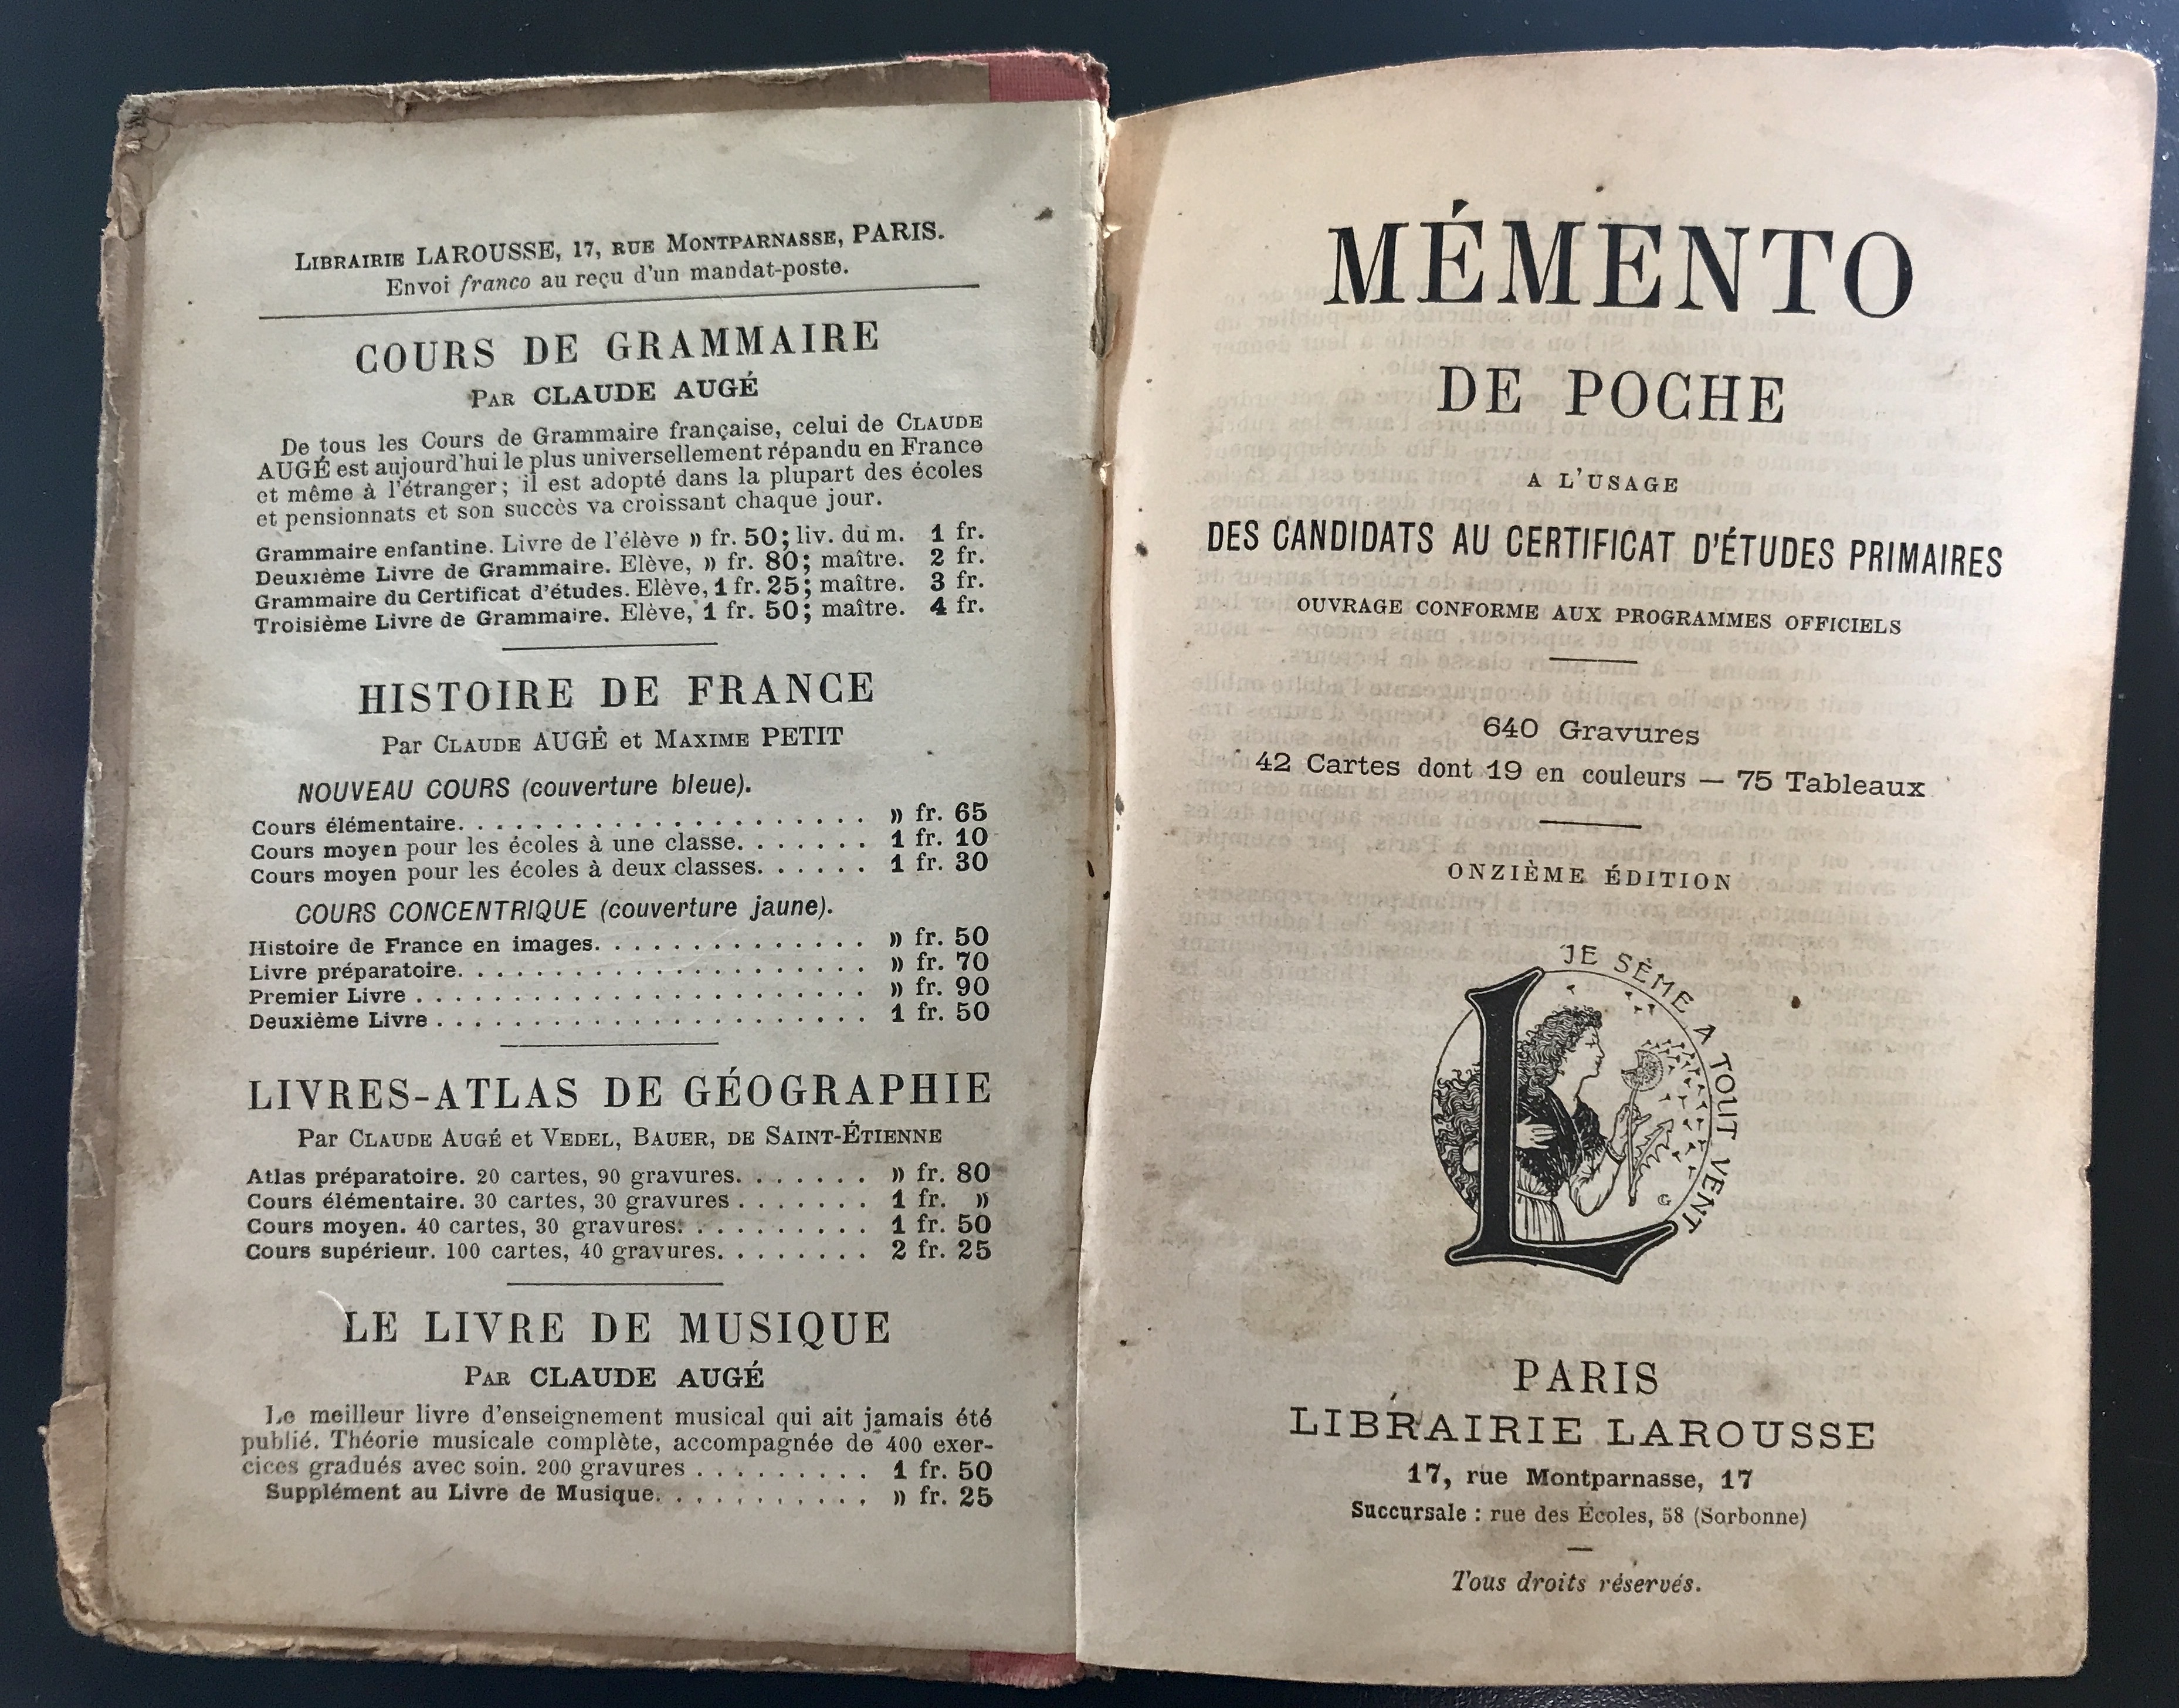 LIBRAIRIE LAROUSSE, 17, RUE MONTPARNASSE, PARIS.
Envoi franco au reçu d'un mandat-poste.
COURS DE GRAMMAIRE
PAR CLAUDE AUGÉ
De tous les Cours de Grammaire française, celui de CLAUDE
AUGÉ est aujourd'hui le plus universellement répandu en France
et même à l'étranger; il est adopté dans la plupart des écoles
et pensionnats et son succès va croissant chaque jour.
Grammaire enfantine. Livre de l'élève » fr. 50; liv. du m. 1 fr.
Deuxième Livre de Grammaire. Elève, » fr. 80; maître. 2 fr.
Grammaire du Certificat d'études. Elève, 1 fr. 25; maître. 3 fr.
Troisième Livre de Grammaire. Elève, 1 fr. 50; maître. 4 fr.
HISTOIRE DE FRANCE
Par CLAUDE AUGÉ et MAXIME PETIT
NOUVEAU COURS (couverture bleue).
Cours élémentaire. . . . . . . . . . . . . . . . . . . . » fr. 65
Cours moyen pour les écoles à une classe. . . . . . . 1 fr. 10
Cours moyen pour les écoles à deux classes. . . . . . 1 fr. 30
COURS CONCENTRIQUE (couverture jaune).
Histoire de France en images. . . . . . . . . . . . . . » fr. 50
Livre préparatoire. . . . . . . . . . . . . . . . . . . . » fr. 70
Premier Livre . . . . . . . . . . . . . . . . . . . . . . » fr. 90
Deuxième Livre . . . . . . . . . . . . . . . . . . . . . 1 fr. 50
LIVRES-ATLAS DE GÉOGRAPHIE
Par CLAUDE AUGÉ et VEDEL, BAUER, DE SAINT-ÉTIENNE
Atlas préparatoire. 20 cartes, 90 gravures. . . . . . . » fr. 80
Cours élémentaire. 30 cartes, 30 gravures . . . . . . . 1 fr. »
Cours moyen. 40 cartes, 30 gravures. . . . . . . . . . 1 fr. 50
Cours supérieur. 100 cartes, 40 gravures. . . . . . . . 2 fr. 25
LE LIVRE DE MUSIQUE
PAR CLAUDE AUGÉ
Le meilleur livre d'enseignement musical qui ait jamais été
publié. Théorie musicale complète, accompagnée de 400 exer-
cices gradués avec soin. 200 gravures . . . . . . . . . 1 fr. 50
Supplément au Livre de Musique. . . . . . . . . . . » fr. 25
MÉMENTO
DE POCHE
A L'USAGE
DES CANDIDATS AU CERTIFICAT D'ÉTUDES PRIMAIRES
OUVRAGE CONFORME AUX PROGRAMMES OFFICIELS
640 Gravures
42 Cartes dont 19 en couleurs — 75 Tableaux
ONZIÈME ÉDITION
JE SÈME A TOUT VENT
L
G
PARIS
LIBRAIRIE LAROUSSE
17, rue Montparnasse, 17
Succursale : rue des Écoles, 58 (Sorbonne)
Tous droits réservés.